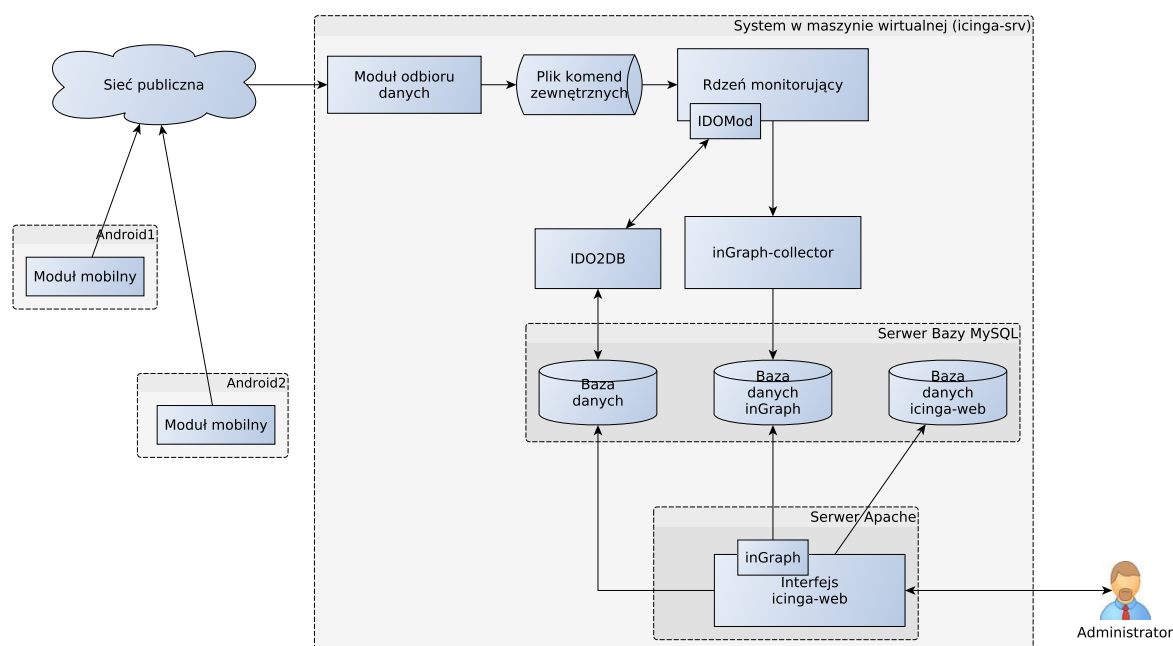 System w maszynie wirtualnej (icinga-srv)
Sieć publiczna
Moduł odbioru
danych
Plik komend
zewnętrznych
Rdzeń monitorujący
IDOMod
Android1
Moduł mobilny
IDO2DB
inGraph-collector
Serwer Bazy MySQL
Baza
danych
Baza
danych
inGraph
Baza
danych
icinga-web
Android2
Moduł mobilny
Serwer Apache
inGraph
Interfejs
icinga-web
Administrator